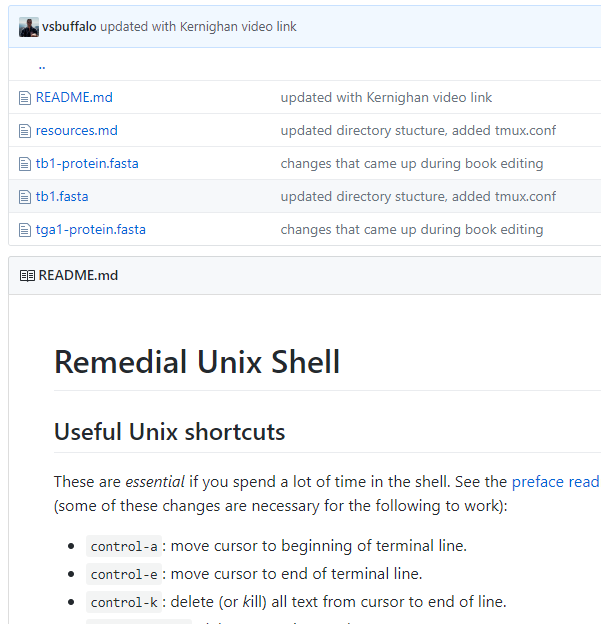 vsbuffalo updated with Kernighan video link
..
README.md updated with Kernighan video link
resources.md updated directory stucture, added tmux.conf
tb1-protein.fasta changes that came up during book editing
tb1.fasta updated directory stucture, added tmux.conf
tga1-protein.fasta changes that came up during book editing
README.md
Remedial Unix Shell
Useful Unix shortcuts
These are essential if you spend a lot of time in the shell. See the preface read
(some of these changes are necessary for the following to work):
control-a: move cursor to beginning of terminal line.
control-e: move cursor to end of terminal line.
control-k: delete (or kill) all text from cursor to end of line.